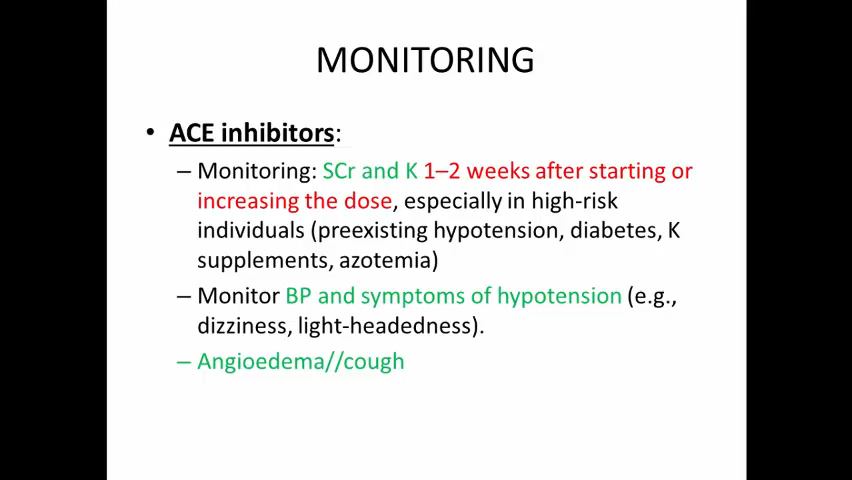 MONITORING
• ACE inhibitors:
– Monitoring: SCr and K 1–2 weeks after starting or
increasing the dose, especially in high-risk
individuals (preexisting hypotension, diabetes, K
supplements, azotemia)
– Monitor BP and symptoms of hypotension (e.g.,
dizziness, light-headedness).
– Angioedema//cough